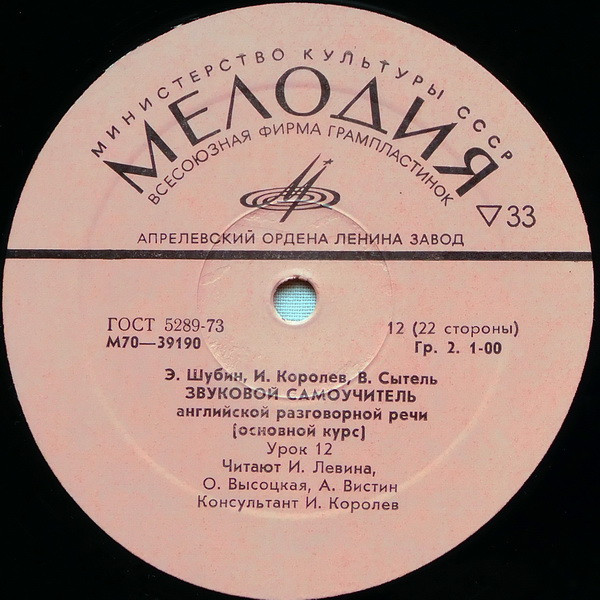 МИНИСТЕРСТВО КУЛЬТУРЫ СССР
МЕЛОДИЯ
ВСЕСОЮЗНАЯ ФИРМА ГРАМПЛАСТИНОК
▽33
АПРЕЛЕВСКИЙ ОРДЕНА ЛЕНИНА ЗАВОД
ГОСТ 5289-73
12 (22 стороны)
М70—39190
Гр. 2. 1-00
Э. Шубин, И. Королев, В. Сытель
ЗВУКОВОЙ САМОУЧИТЕЛЬ
английской разговорной речи
(основной курс)
Урок 12
Читают И. Левина,
О. Высоцкая, А. Вистин
Консультант И. Королев